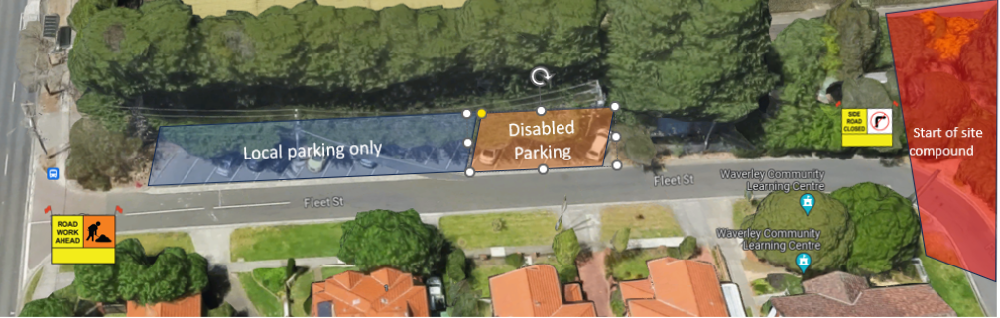 ROAD
WORK
AHEAD
Local parking only
Disabled
Parking
SIDE
ROAD
CLOSED
Start of site
compound
Fleet St
Fleet St
Waverley Community
Learning Centre
Waverley Community
Learning Centre